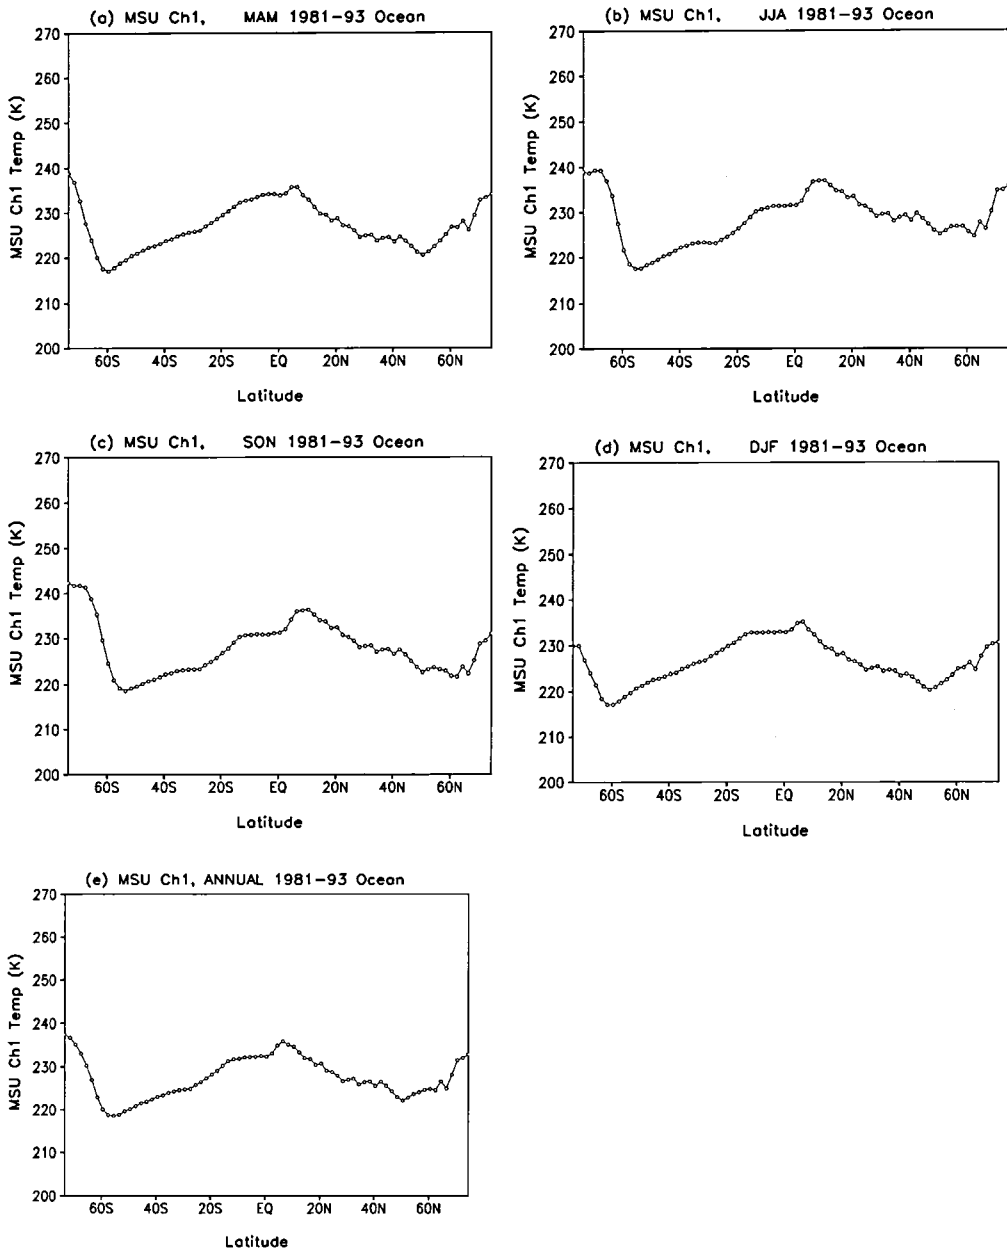 (a) MSU Ch1, MAM 1981-93 Ocean
270
260
250
240
230
220
210
200
MSU Ch1 Temp (K)
60S 40S 20S EQ 20N 40N 60N
Latitude
(b) MSU Ch1, JJA 1981-93 Ocean
270
260
250
240
230
220
210
200
MSU Ch1 Temp (K)
60S 40S 20S EQ 20N 40N 60N
Latitude
(c) MSU Ch1, SON 1981-93 Ocean
270
260
250
240
230
220
210
200
MSU Ch1 Temp (K)
60S 40S 20S EQ 20N 40N 60N
Latitude
(d) MSU Ch1, DJF 1981-93 Ocean
270
260
250
240
230
220
210
200
MSU Ch1 Temp (K)
60S 40S 20S EQ 20N 40N 60N
Latitude
(e) MSU Ch1, ANNUAL 1981-93 Ocean
270
260
250
240
230
220
210
200
MSU Ch1 Temp (K)
60S 40S 20S EQ 20N 40N 60N
Latitude